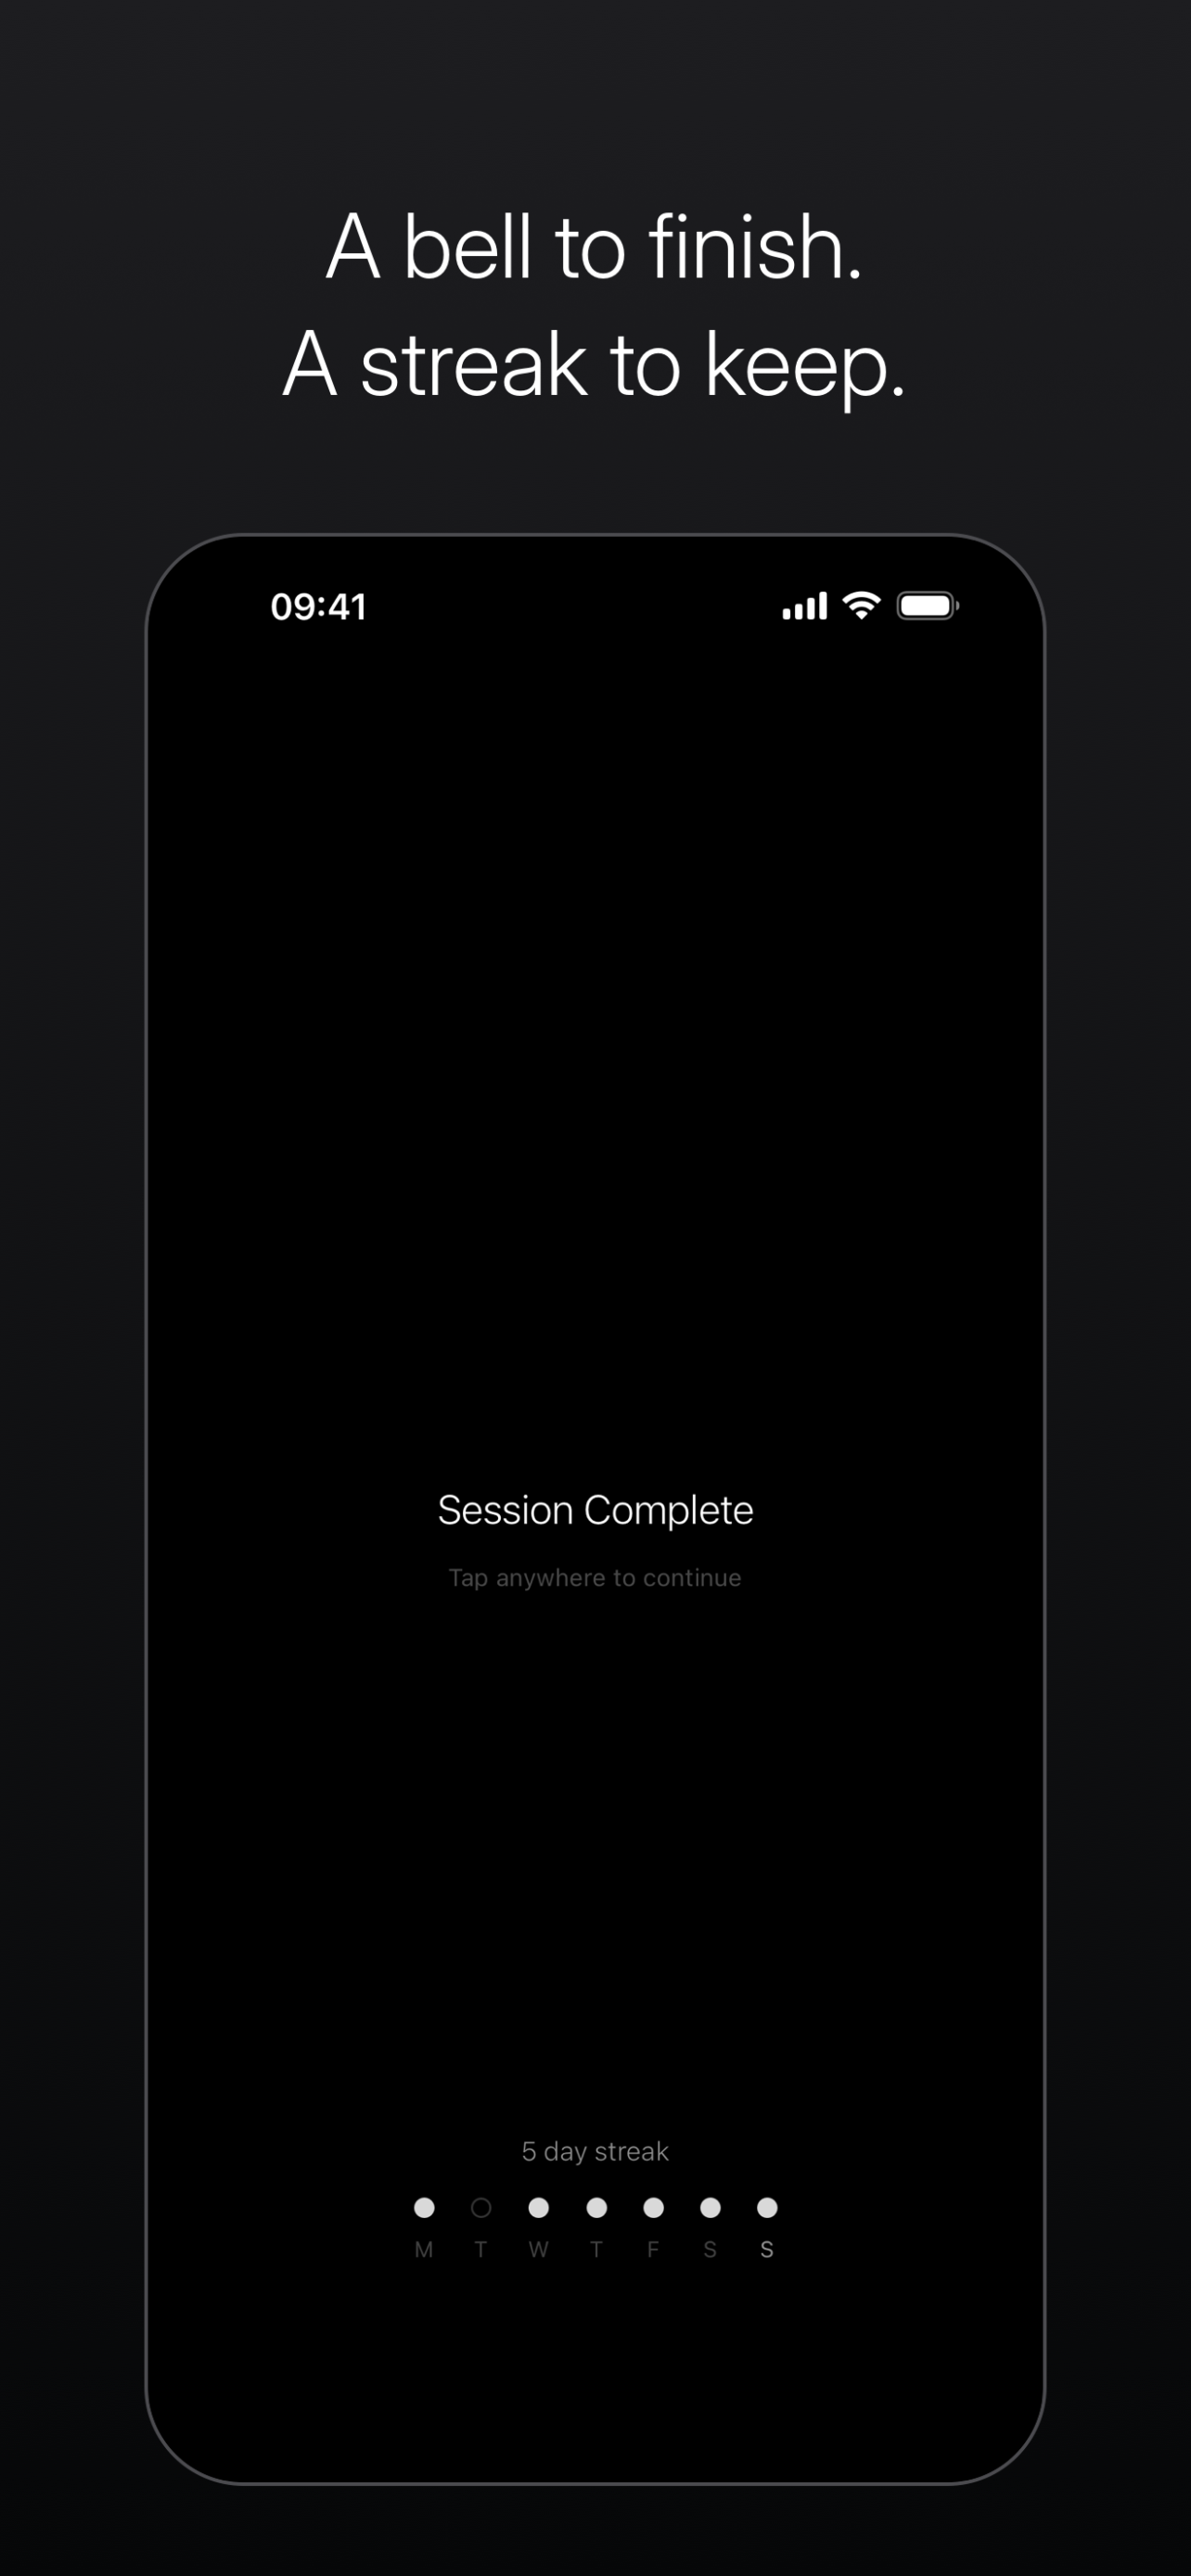 A bell to finish.
A streak to keep.
09:41
Session Complete
Tap anywhere to continue
5 day streak
M T W T F S S